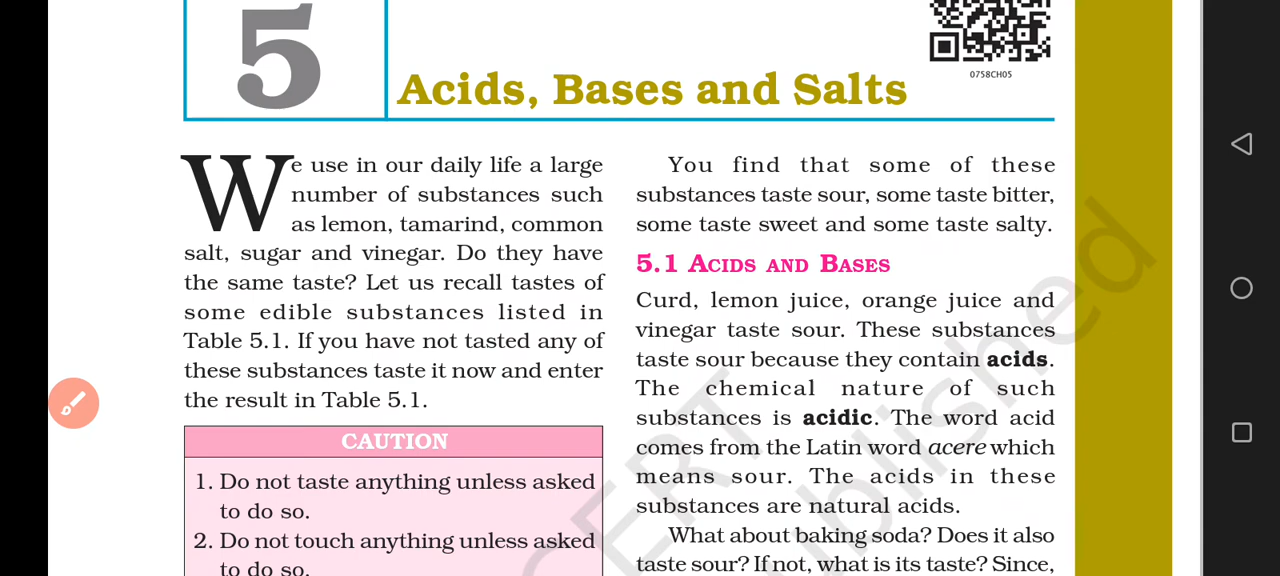 5
Acids, Bases and Salts
0758CH05
We use in our daily life a large
number of substances such
as lemon, tamarind, common
salt, sugar and vinegar. Do they have
the same taste? Let us recall tastes of
some edible substances listed in
Table 5.1. If you have not tasted any of
these substances taste it now and enter
the result in Table 5.1.
CAUTION
1. Do not taste anything unless asked
to do so.
2. Do not touch anything unless asked
to do so.
You find that some of these
substances taste sour, some taste bitter,
some taste sweet and some taste salty.
5.1 ACIDS AND BASES
Curd, lemon juice, orange juice and
vinegar taste sour. These substances
taste sour because they contain acids.
The chemical nature of such
substances is acidic. The word acid
comes from the Latin word acere which
means sour. The acids in these
substances are natural acids.
What about baking soda? Does it also
taste sour? If not, what is its taste? Since,